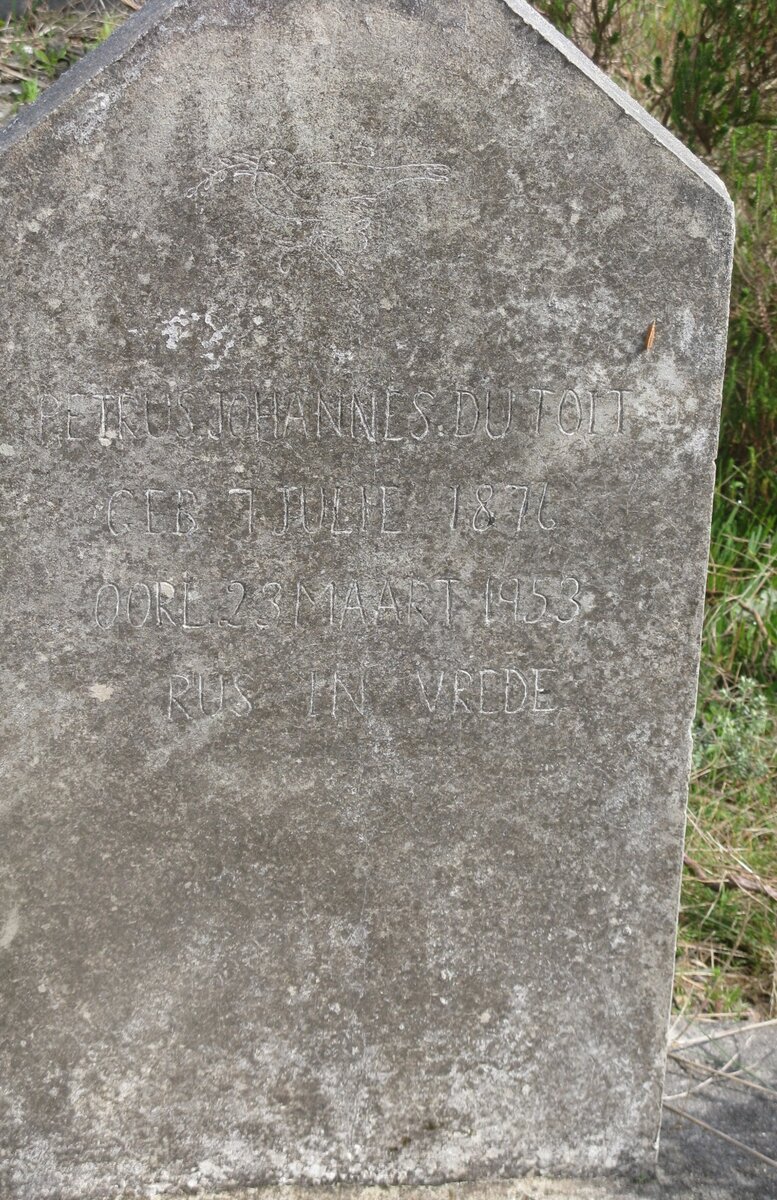 PETRUS.JOHANNES.DU TOIT
GEB 7 JULIE 1876
OORL.23 MAART 1953
RUS IN VREDE